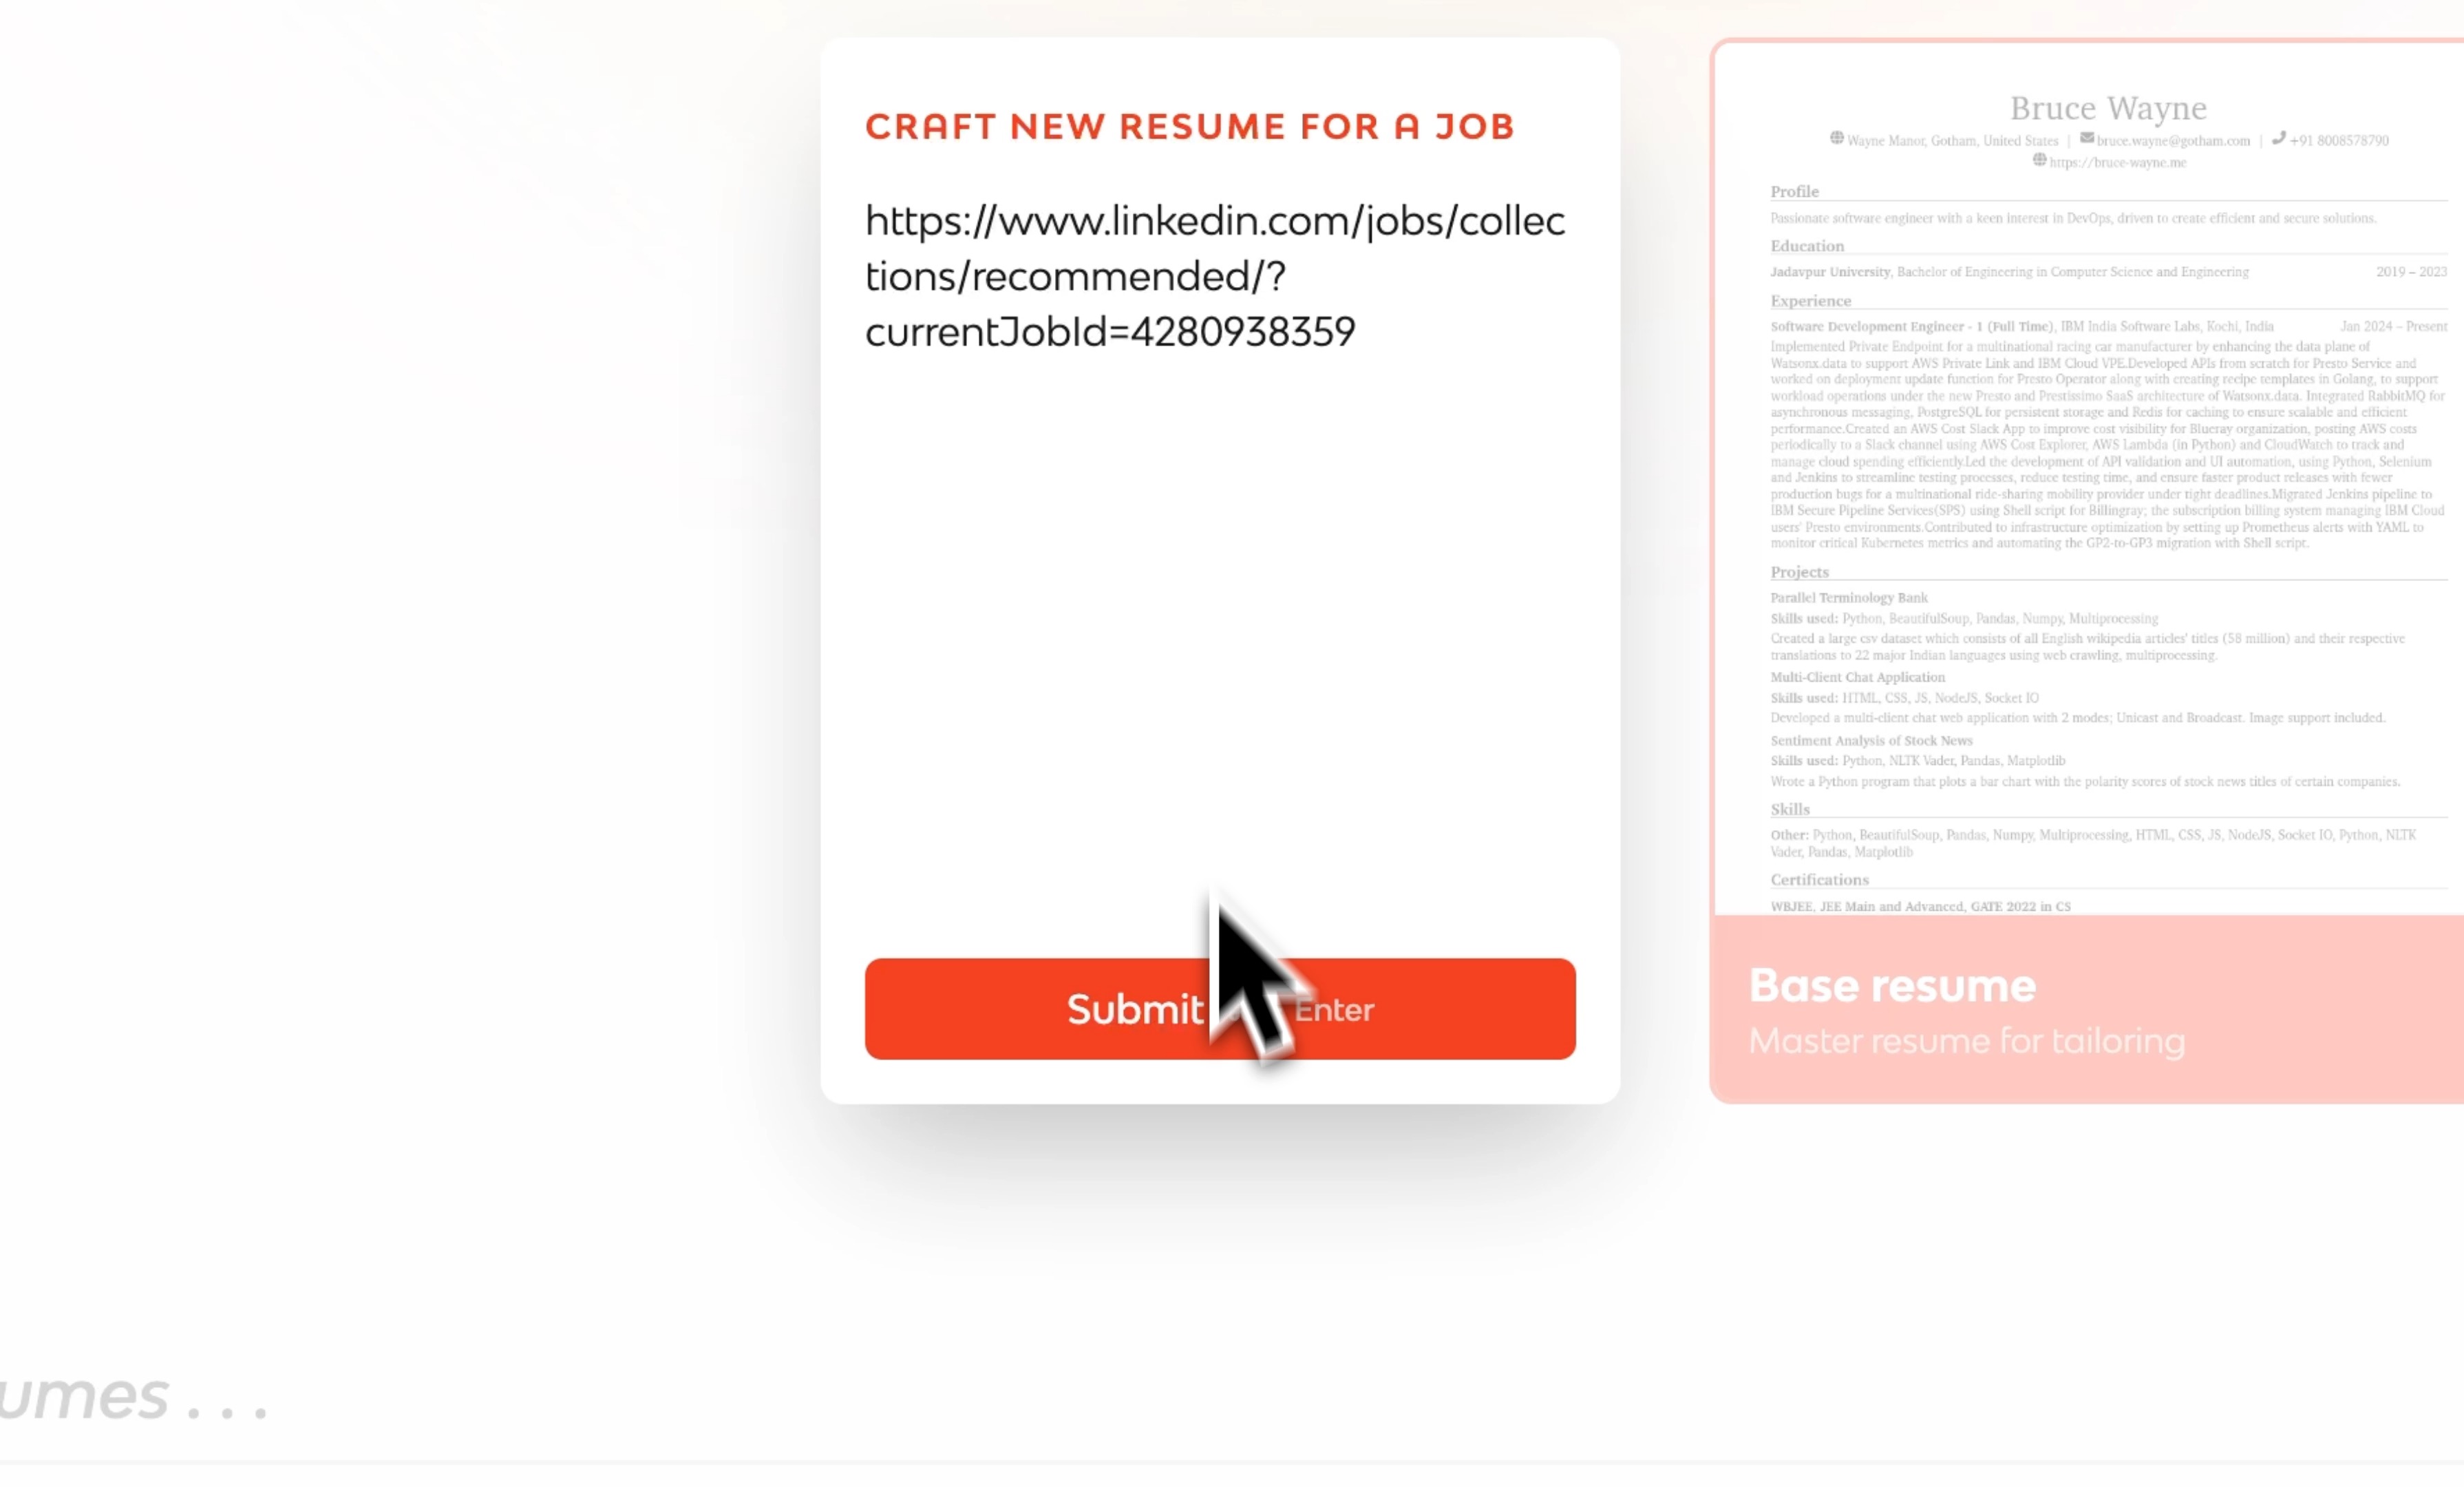 CRAFT NEW RESUME FOR A JOB
https://www.linkedin.com/jobs/collec
tions/recommended/?
currentJobId=4280938359
Submit Enter
Bruce Wayne
Wayne Manor, Gotham, United States | bruce.wayne@gotham.com | +91 8008578790
https://bruce-wayne.me
Profile
Passionate software engineer with a keen interest in DevOps, driven to create efficient and secure solutions.
Education
Jadavpur University, Bachelor of Engineering in Computer Science and Engineering 2019 – 2023
Experience
Software Development Engineer - 1 (Full Time), IBM India Software Labs, Kochi, India Jan 2024 – Present
Implemented Private Endpoint for a multinational racing car manufacturer by enhancing the data plane of
Watsonx.data to support AWS Private Link and IBM Cloud VPE.Developed APIs from scratch for Presto Service and
worked on deployment update function for Presto Operator along with creating recipe templates in Golang, to support
workload operations under the new Presto and Prestissimo SaaS architecture of Watsonx.data. Integrated RabbitMQ for
asynchronous messaging, PostgreSQL for persistent storage and Redis for caching to ensure scalable and efficient
performance.Created an AWS Cost Slack App to improve cost visibility for Blueray organization, posting AWS costs
periodically to a Slack channel using AWS Cost Explorer, AWS Lambda (in Python) and CloudWatch to track and
manage cloud spending efficiently.Led the development of API validation and UI automation, using Python, Selenium
and Jenkins to streamline testing processes, reduce testing time, and ensure faster product releases with fewer
production bugs for a multinational ride-sharing mobility provider under tight deadlines.Migrated Jenkins pipeline to
IBM Secure Pipeline Services(SPS) using Shell script for Billingray; the subscription billing system managing IBM Cloud
users' Presto environments.Contributed to infrastructure optimization by setting up Prometheus alerts with YAML to
monitor critical Kubernetes metrics and automating the GP2-to-GP3 migration with Shell script.
Projects
Parallel Terminology Bank
Skills used: Python, BeautifulSoup, Pandas, Numpy, Multiprocessing
Created a large csv dataset which consists of all English wikipedia articles' titles (58 million) and their respective
translations to 22 major Indian languages using web crawling, multiprocessing.
Multi-Client Chat Application
Skills used: HTML, CSS, JS, NodeJS, Socket IO
Developed a multi-client chat web application with 2 modes; Unicast and Broadcast. Image support included.
Sentiment Analysis of Stock News
Skills used: Python, NLTK Vader, Pandas, Matplotlib
Wrote a Python program that plots a bar chart with the polarity scores of stock news titles of certain companies.
Skills
Other: Python, BeautifulSoup, Pandas, Numpy, Multiprocessing, HTML, CSS, JS, NodeJS, Socket IO, Python, NLTK
Vader, Pandas, Matplotlib
Certifications
WBJEE, JEE Main and Advanced, GATE 2022 in CS
Base resume
Master resume for tailoring
umes . . .